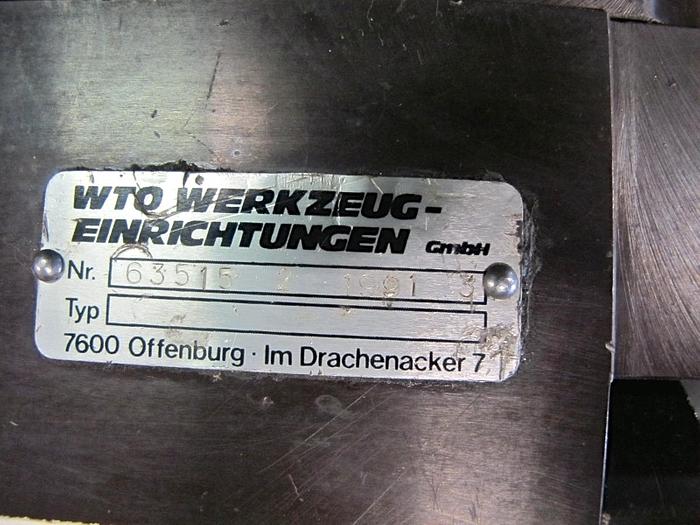 WTO WERKZEUG-
EINRICHTUNGEN GmbH
Nr. 63515 2 1991 3
Typ
7600 Offenburg · Im Drachenacker 7